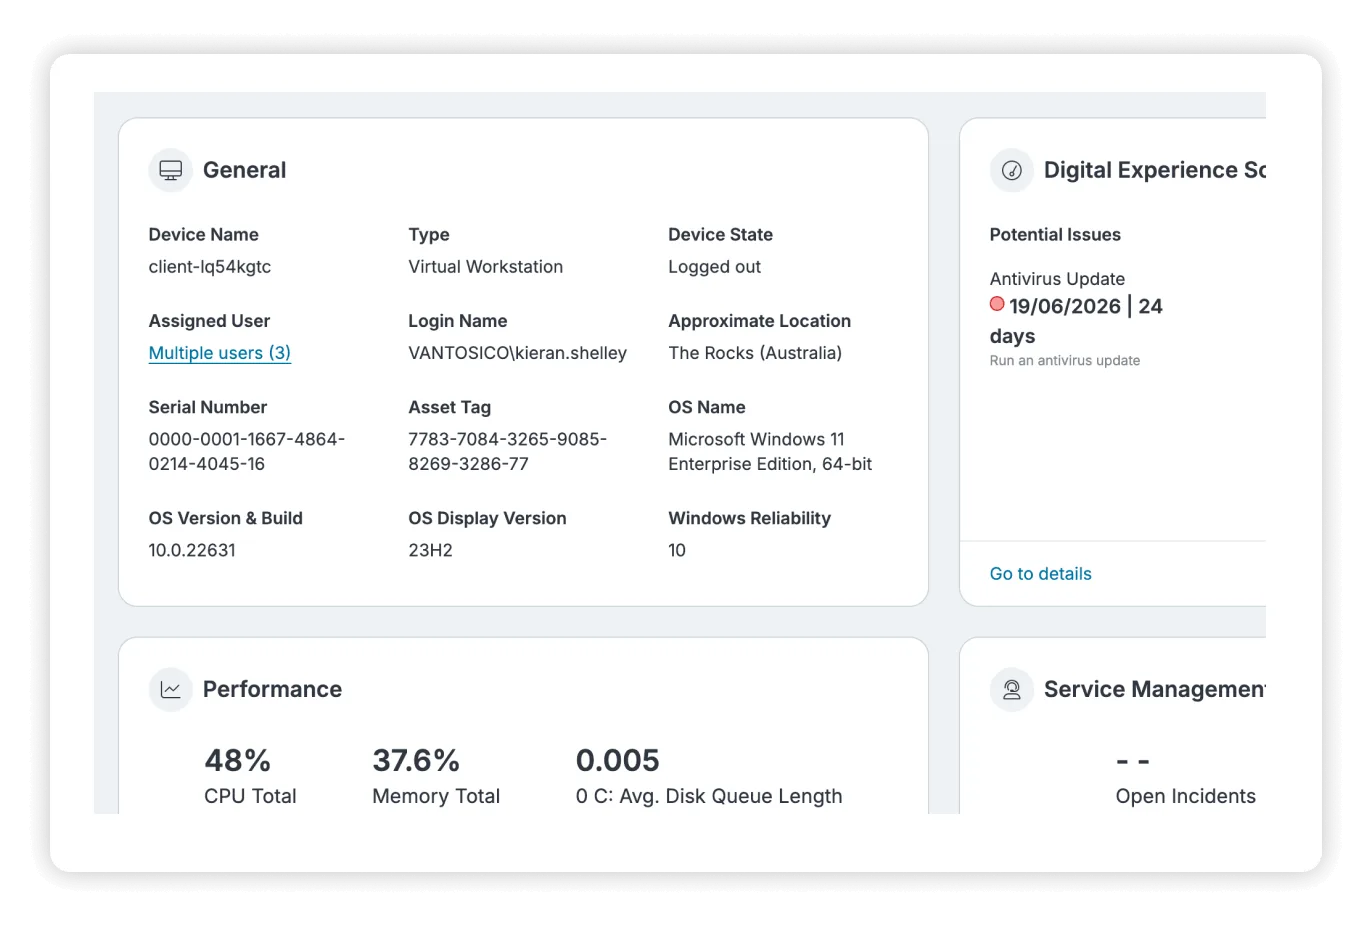 General
Device Name
client-lq54kgtc
Type
Virtual Workstation
Device State
Logged out
Assigned User
Multiple users (3)
Login Name
VANTOSICO\kieran.shelley
Approximate Location
The Rocks (Australia)
Serial Number
0000-0001-1667-4864-
0214-4045-16
Asset Tag
7783-7084-3265-9085-
8269-3286-77
OS Name
Microsoft Windows 11
Enterprise Edition, 64-bit
OS Version & Build
10.0.22631
OS Display Version
23H2
Windows Reliability
10
Digital Experience Sc
Potential Issues
Antivirus Update
19/06/2026 | 24
days
Run an antivirus update
Go to details
Performance
48%
CPU Total
37.6%
Memory Total
0.005
0 C: Avg. Disk Queue Length
Service Management
- -
Open Incidents